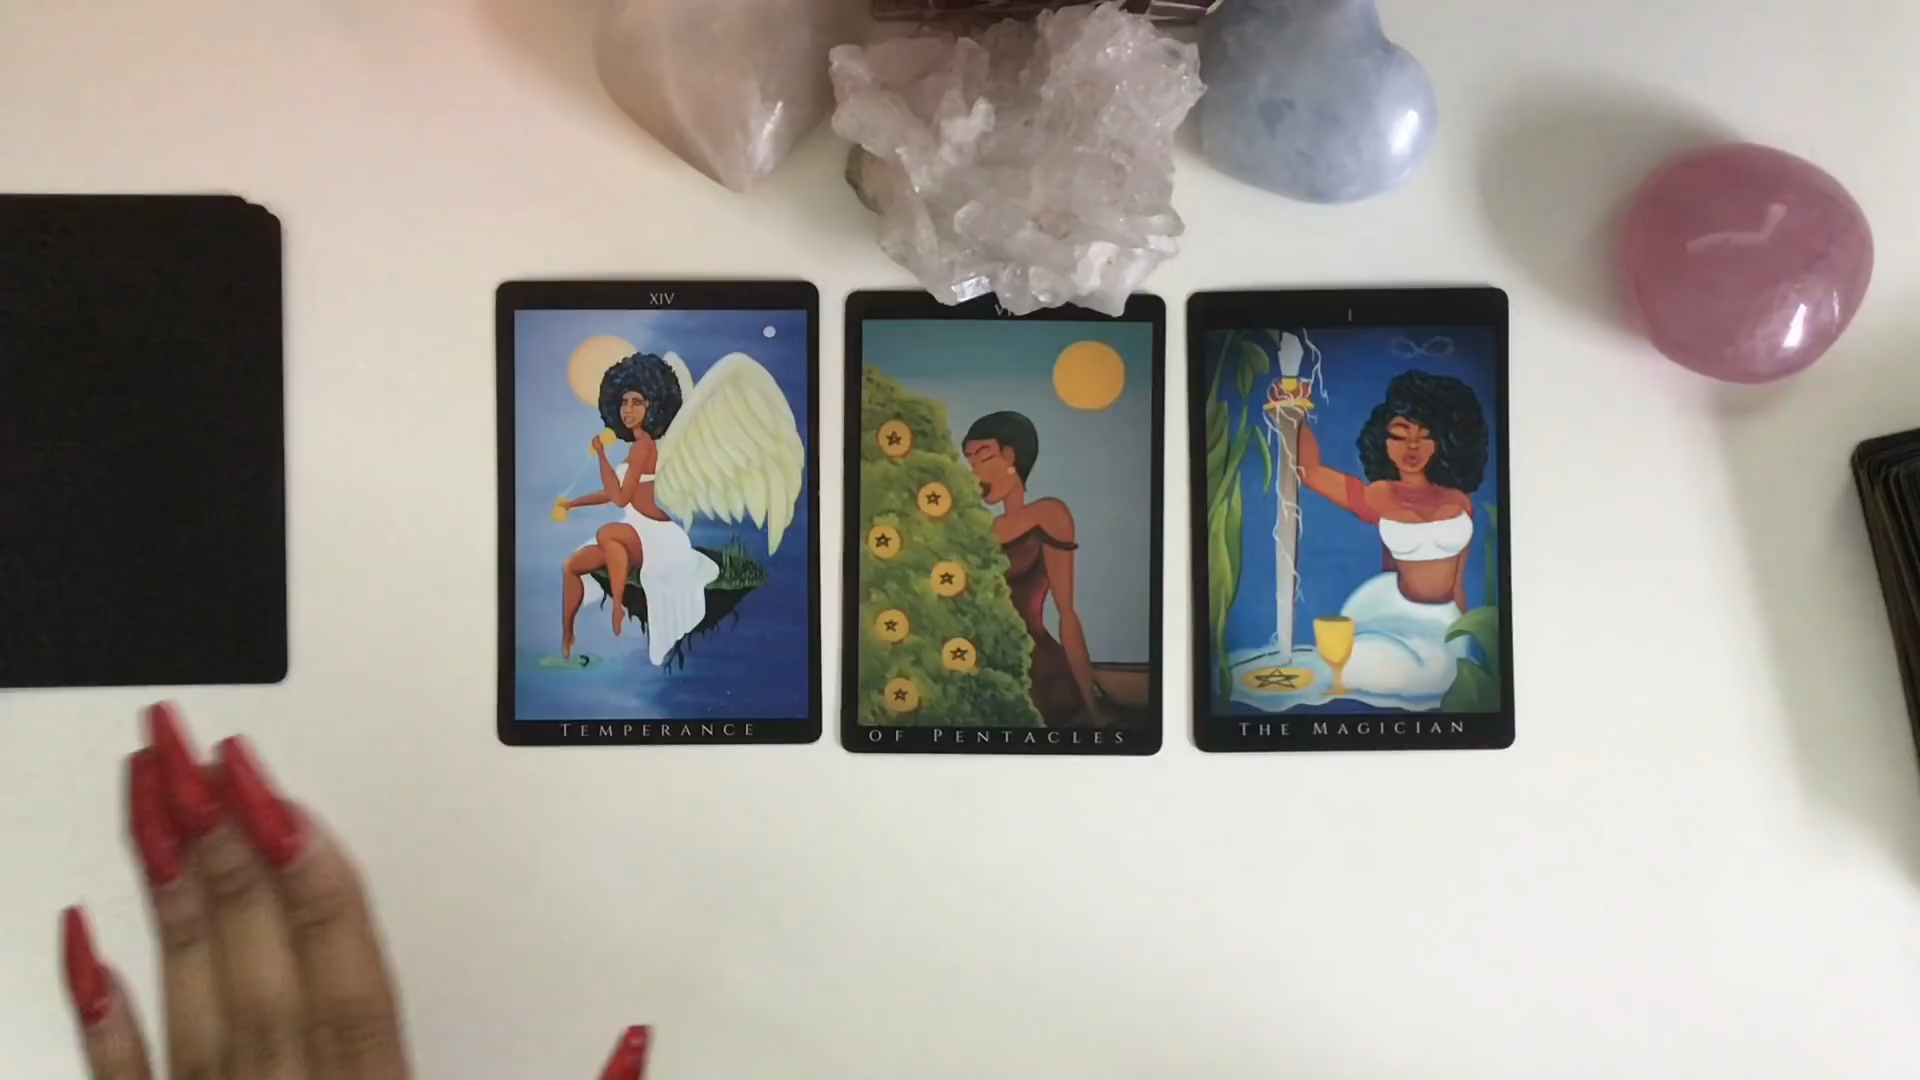 XIV
TEMPERANCE
OF PENTACLES
I
THE MAGICIAN